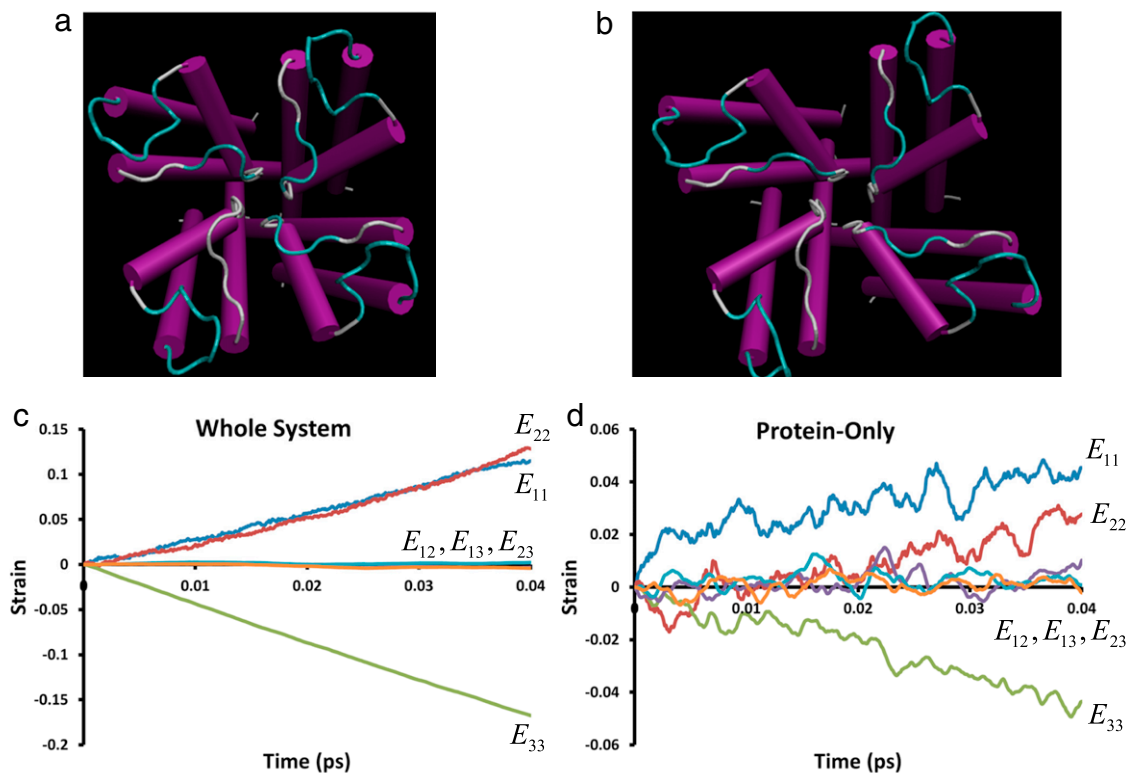 a
b
c
Whole System
0.15
0.1
0.05
0
-0.05
-0.1
-0.15
-0.2
Strain
0
0.01
0.02
0.03
0.04
E22
E11
E12, E13, E23
E33
Time (ps)
d
Protein-Only
0.06
0.04
0.02
0
-0.02
-0.04
-0.06
Strain
0
0.01
0.02
0.03
0.04
E11
E22
E12, E13, E23
E33
Time (ps)